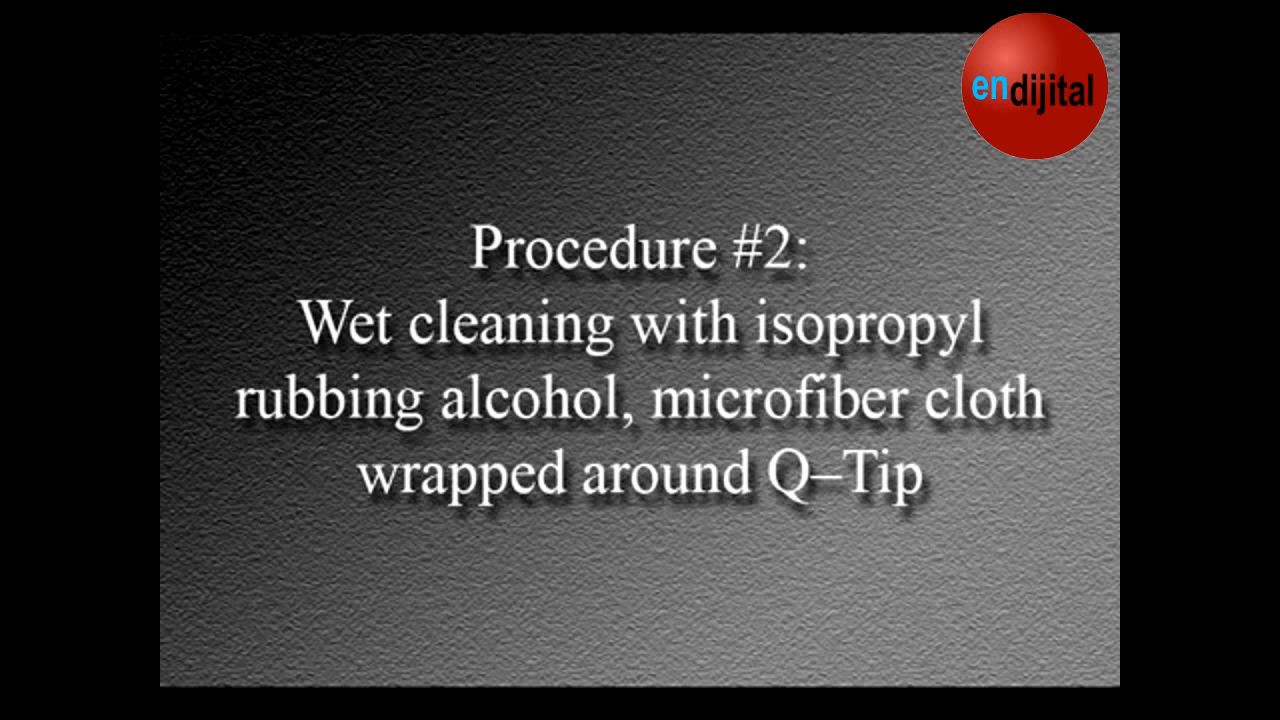 endijital
Procedure #2:
Wet cleaning with isopropyl
rubbing alcohol, microfiber cloth
wrapped around Q–Tip